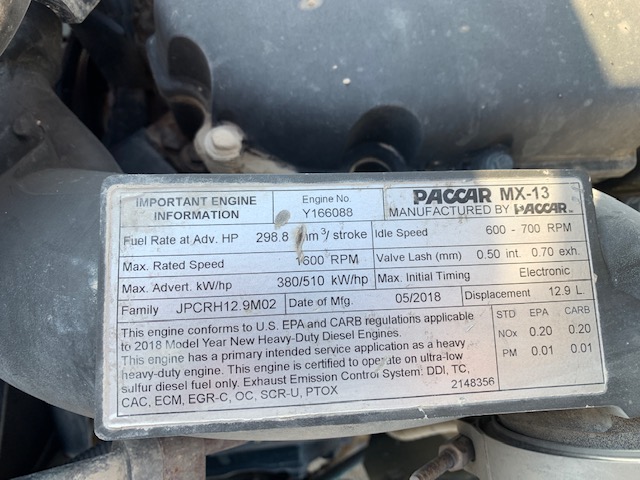 IMPORTANT ENGINE INFORMATION
Engine No. Y166088
PACCAR MX-13
MANUFACTURED BY PACCAR
Fuel Rate at Adv. HP 298.8 mm³/ stroke
Idle Speed 600 - 700 RPM
Max. Rated Speed 1600 RPM
Valve Lash (mm) 0.50 int. 0.70 exh.
Max. Advert. kW/hp 380/510 kW/hp
Max. Initial Timing Electronic
Family JPCRH12.9M02
Date of Mfg. 05/2018
Displacement 12.9 L
This engine conforms to U.S. EPA and CARB regulations applicable
to 2018 Model Year New Heavy-Duty Diesel Engines.
This engine has a primary intended service application as a heavy
heavy-duty engine. This engine is certified to operate on ultra-low
sulfur diesel fuel only. Exhaust Emission Control System: DDI, TC,
CAC, ECM, EGR-C, OC, SCR-U, PTOX
2148356
STD EPA CARB
NOx 0.20 0.20
PM 0.01 0.01